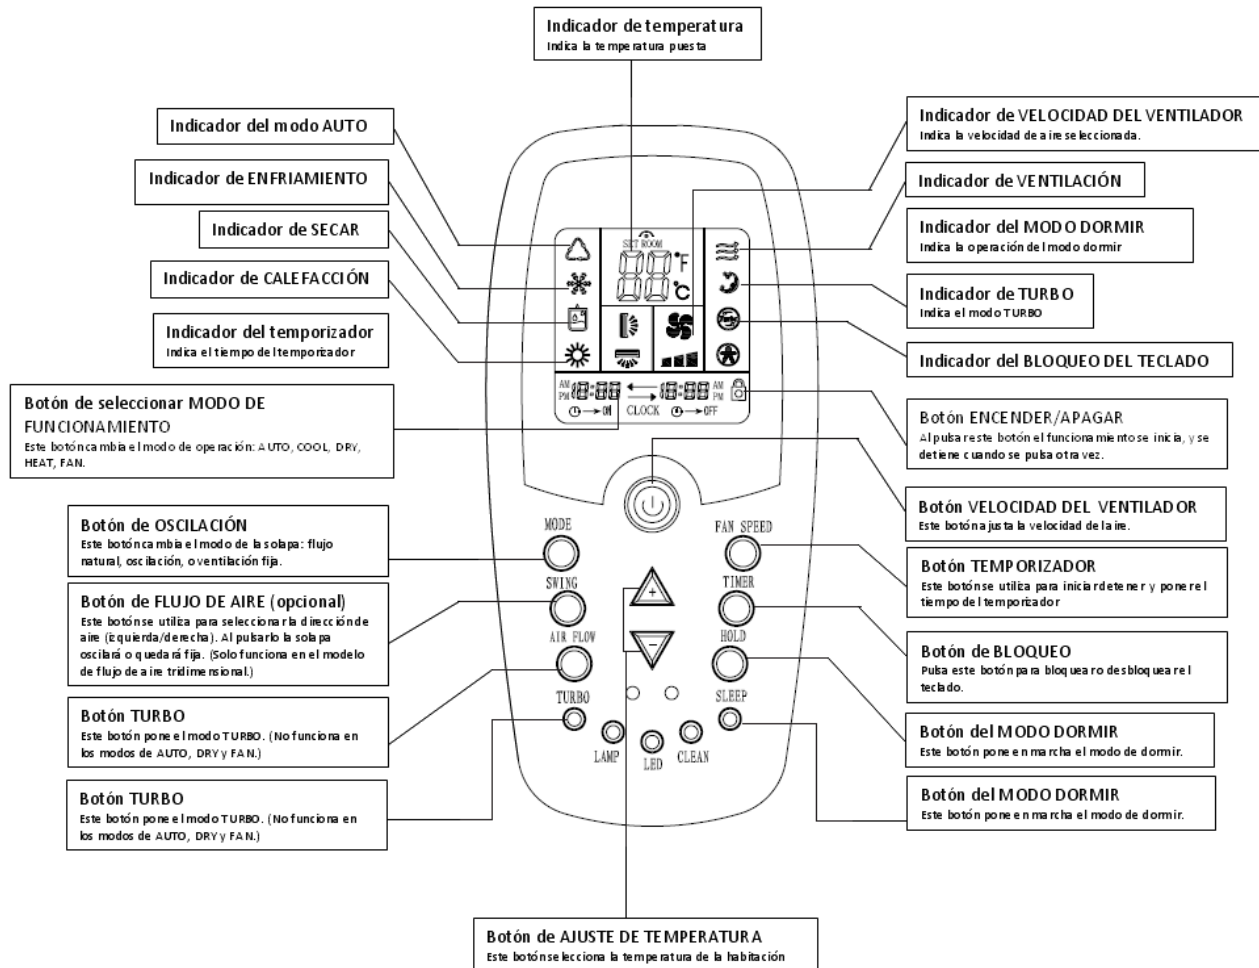 Indicador de temperatura
Indica la temperatura puesta
Indicador del modo AUTO
Indicador de ENFRIAMIENTO
Indicador de SECAR
Indicador de CALEFACCIÓN
Indicador del temporizador
Indica el tiempo del temporizador
Botón de seleccionar MODO DE
FUNCIONAMIENTO
Este botón cambia el modo de operación: AUTO, COOL, DRY,
HEAT, FAN.
Botón de OSCILACIÓN
Este botón cambia el modo de la solapa: flujo
natural, oscilación, o ventilación fija.
Botón de FLUJO DE AIRE (opcional)
Este botón se utiliza para seleccionar la dirección de
aire (izquierda/derecha). Al pulsarlo la solapa
oscilará o quedará fija. (Solo funciona en el modelo
de flujo de aire tridimensional.)
Botón TURBO
Este botón pone el modo TURBO. (No funciona en
los modos de AUTO, DRY y FAN.)
Botón TURBO
Este botón pone el modo TURBO. (No funciona en
los modos de AUTO, DRY y FAN.)
SET ROOM
88 °F
°C
AM
PM
18:88
18:88
AM
PM
ON
CLOCK
OFF
MODE
FAN SPEED
SWING
TIMER
+
AIR FLOW
HOLD
−
TURBO
SLEEP
LAMP
LED
CLEAN
Indicador de VELOCIDAD DEL VENTILADOR
Indica la velocidad de aire seleccionada.
Indicador de VENTILACIÓN
Indicador del MODO DORMIR
Indica la operación del modo dormir
Indicador de TURBO
Indica el modo TURBO
Indicador del BLOQUEO DEL TECLADO
Botón ENCENDER/APAGAR
Al pulsar este botón el funcionamiento se inicia, y se
detiene cuando se pulsa otra vez.
Botón VELOCIDAD DEL VENTILADOR
Este botón ajusta la velocidad del aire.
Botón TEMPORIZADOR
Este botón se utiliza para iniciar detener y poner el
tiempo del temporizador
Botón de BLOQUEO
Pulsa este botón para bloquear o desbloquear el
teclado.
Botón del MODO DORMIR
Este botón pone en marcha el modo de dormir.
Botón del MODO DORMIR
Este botón pone en marcha el modo de dormir.
Botón de AJUSTE DE TEMPERATURA
Este botón selecciona la temperatura de la habitación